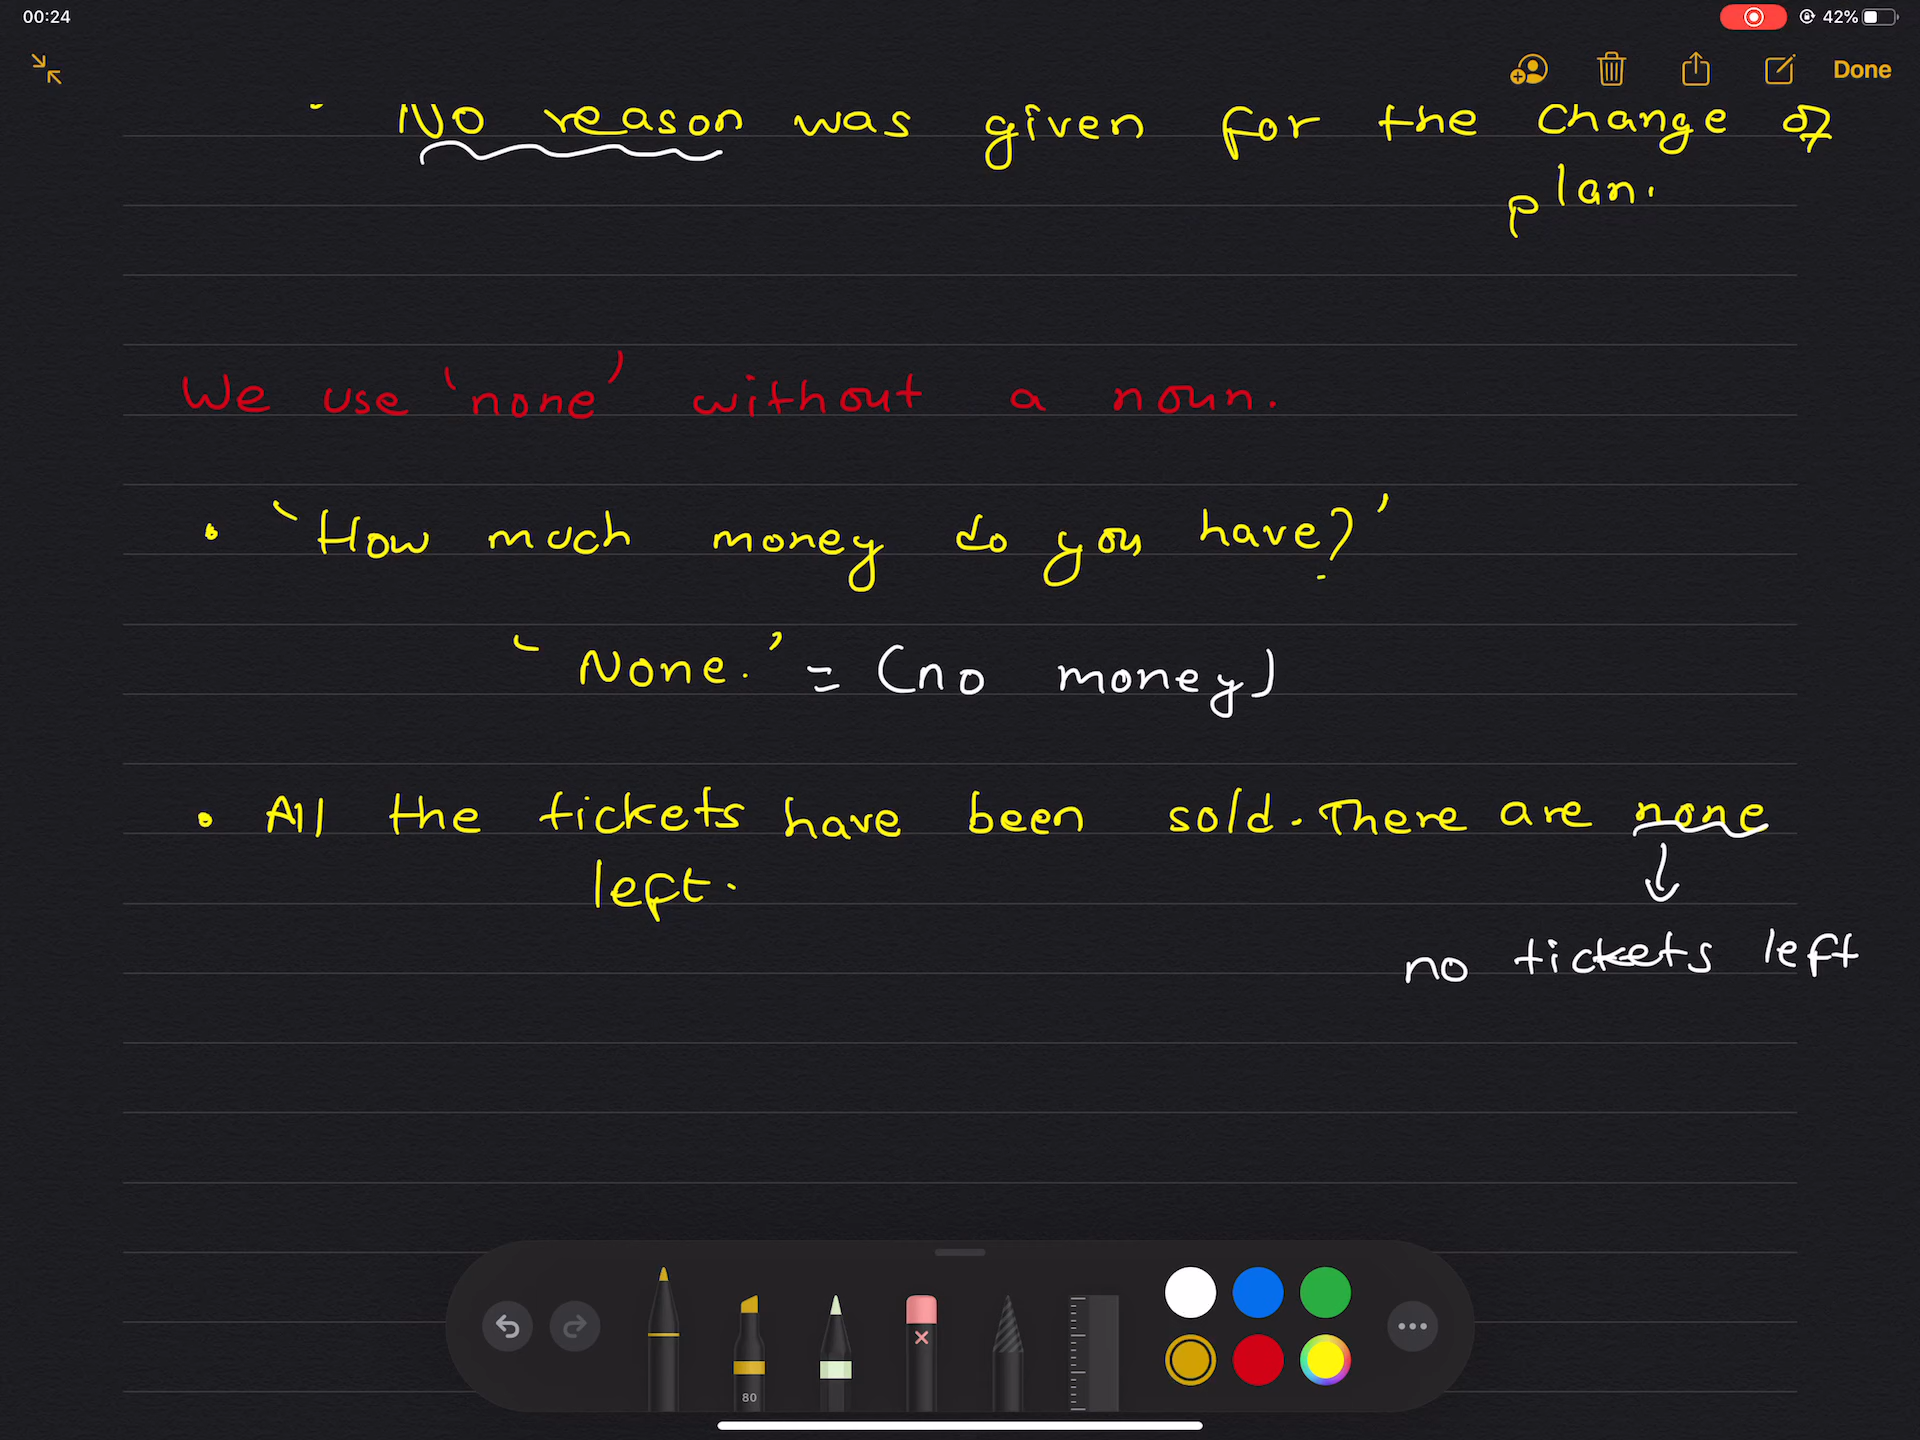 00:24
42%
Done
No reason was given for the change of
plan.
We use 'none' without a noun.
• 'How much money do you have?'
'None.' = (no money)
• All the tickets have been sold. There are none
left.
↓
no tickets left
80